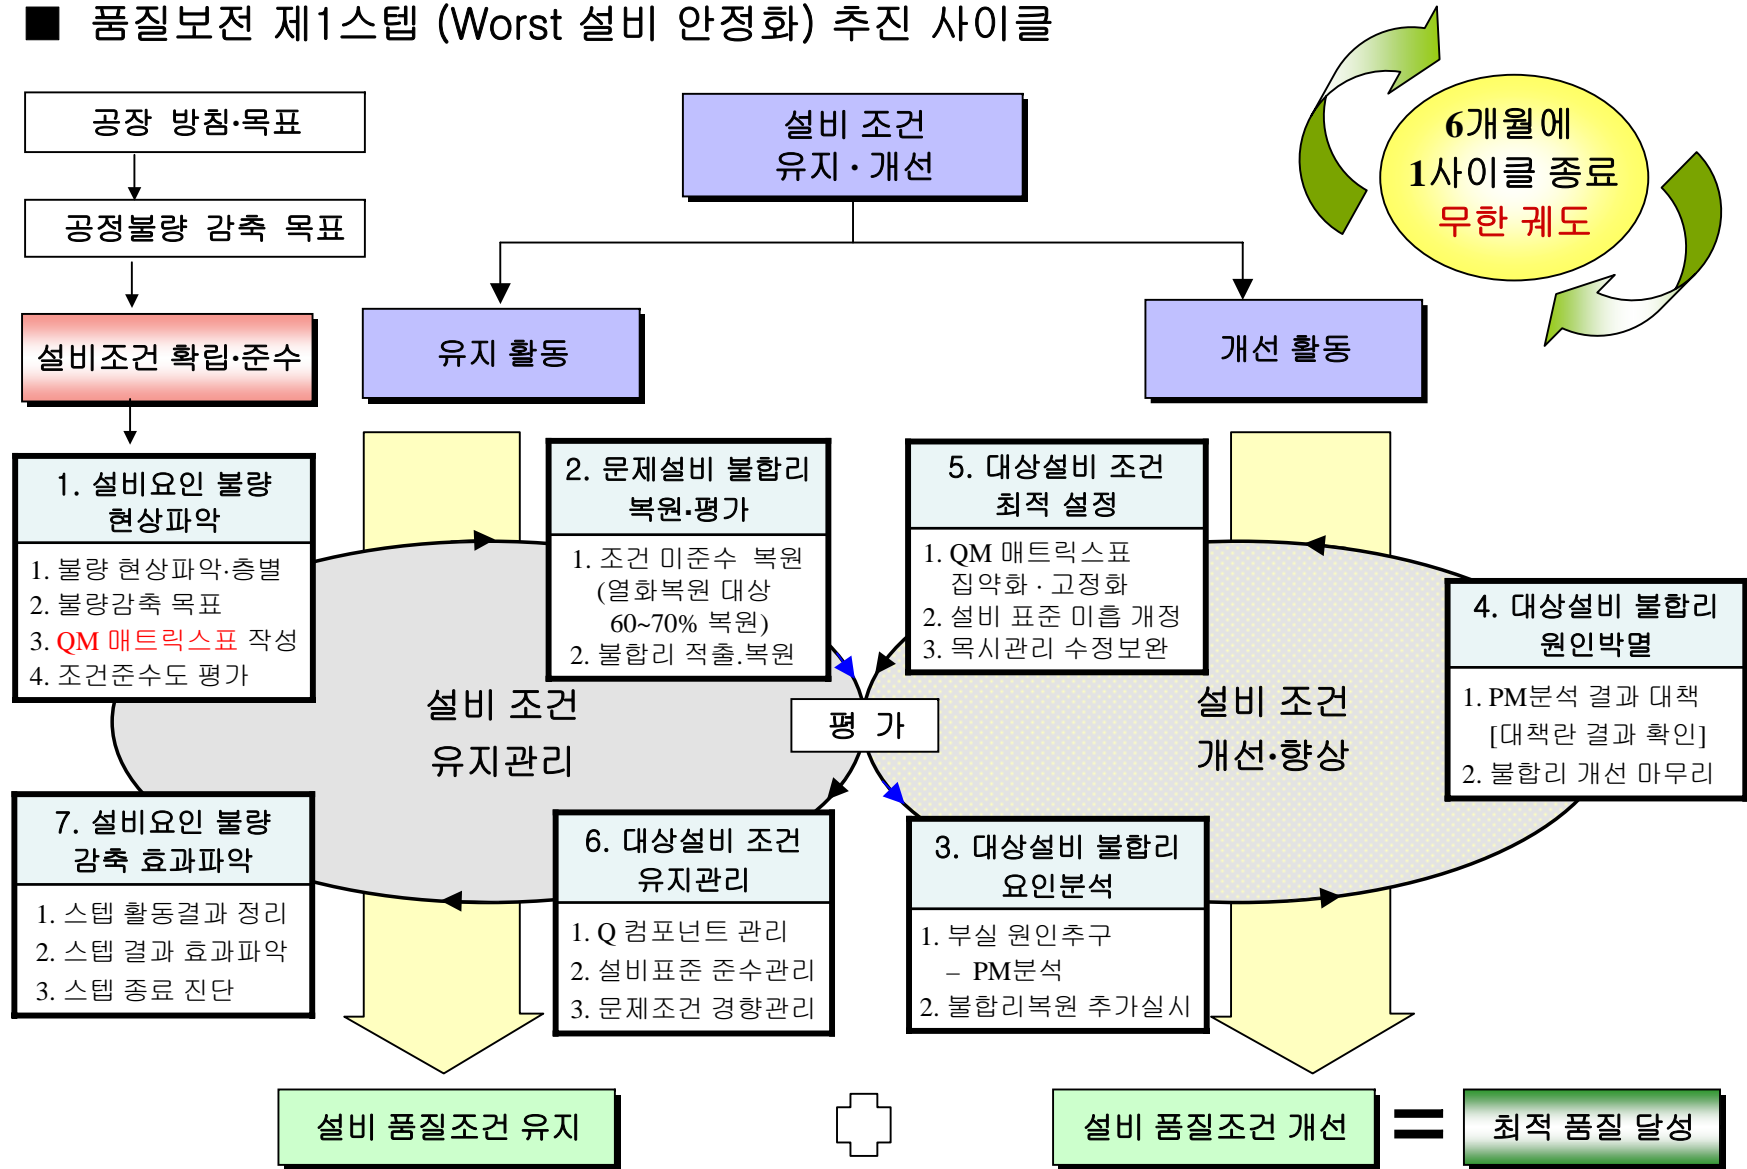 ■ 품질보전 제1스텝 (Worst 설비 안정화) 추진 사이클
공장 방침·목표
공정불량 감축 목표
설비조건 확립·준수
설비 조건
유지 · 개선
유지 활동
개선 활동
6개월에
1사이클 종료
무한 궤도
1. 설비요인 불량
현상파악
1. 불량 현상파악·층별
2. 불량감축 목표
3. QM 매트릭스표 작성
4. 조건준수도 평가
2. 문제설비 불합리
복원·평가
1. 조건 미준수 복원
(열화복원 대상
60~70% 복원)
2. 불합리 적출.복원
5. 대상설비 조건
최적 설정
1. QM 매트릭스표
집약화 · 고정화
2. 설비 표준 미흡 개정
3. 목시관리 수정보완
4. 대상설비 불합리
원인박멸
1. PM분석 결과 대책
[대책란 결과 확인]
2. 불합리 개선 마무리
설비 조건
유지관리
평 가
설비 조건
개선·향상
7. 설비요인 불량
감축 효과파악
1. 스텝 활동결과 정리
2. 스텝 결과 효과파악
3. 스텝 종료 진단
6. 대상설비 조건
유지관리
1. Q 컴포넌트 관리
2. 설비표준 준수관리
3. 문제조건 경향관리
3. 대상설비 불합리
요인분석
1. 부실 원인추구
– PM분석
2. 불합리복원 추가실시
설비 품질조건 유지
설비 품질조건 개선
=
최적 품질 달성